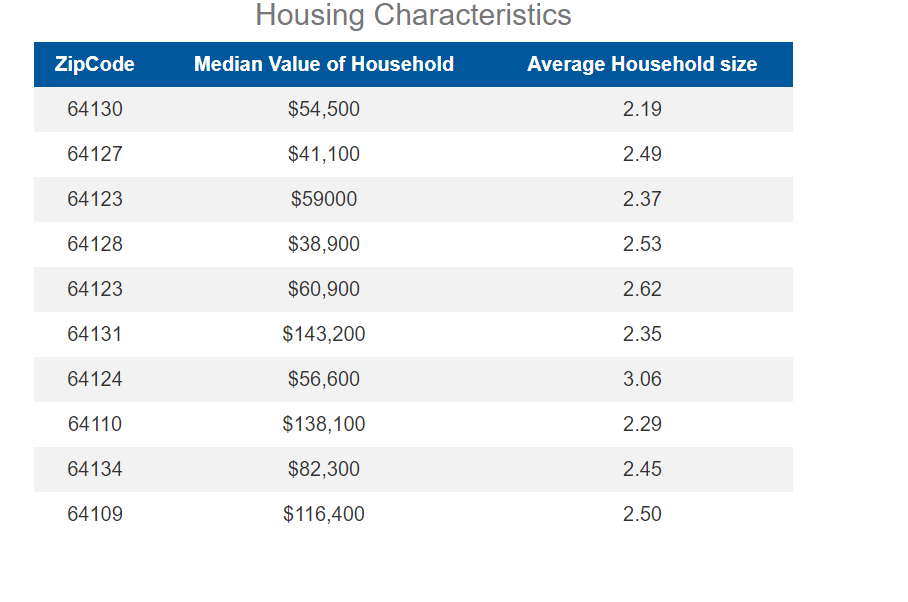 Housing Characteristics
ZipCode Median Value of Household Average Household size
64130 $54,500 2.19
64127 $41,100 2.49
64123 $59000 2.37
64128 $38,900 2.53
64123 $60,900 2.62
64131 $143,200 2.35
64124 $56,600 3.06
64110 $138,100 2.29
64134 $82,300 2.45
64109 $116,400 2.50